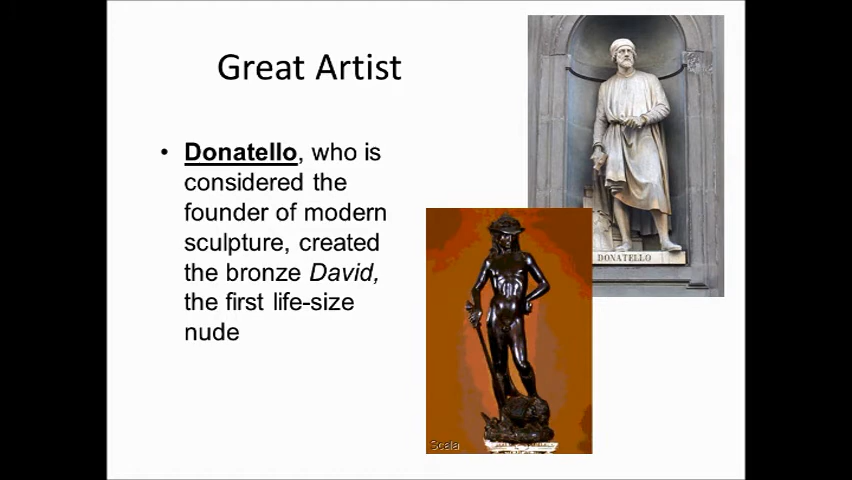 Great Artist
• Donatello, who is
considered the
founder of modern
sculpture, created
the bronze David,
the first life-size
nude
DONATELLO
Scala